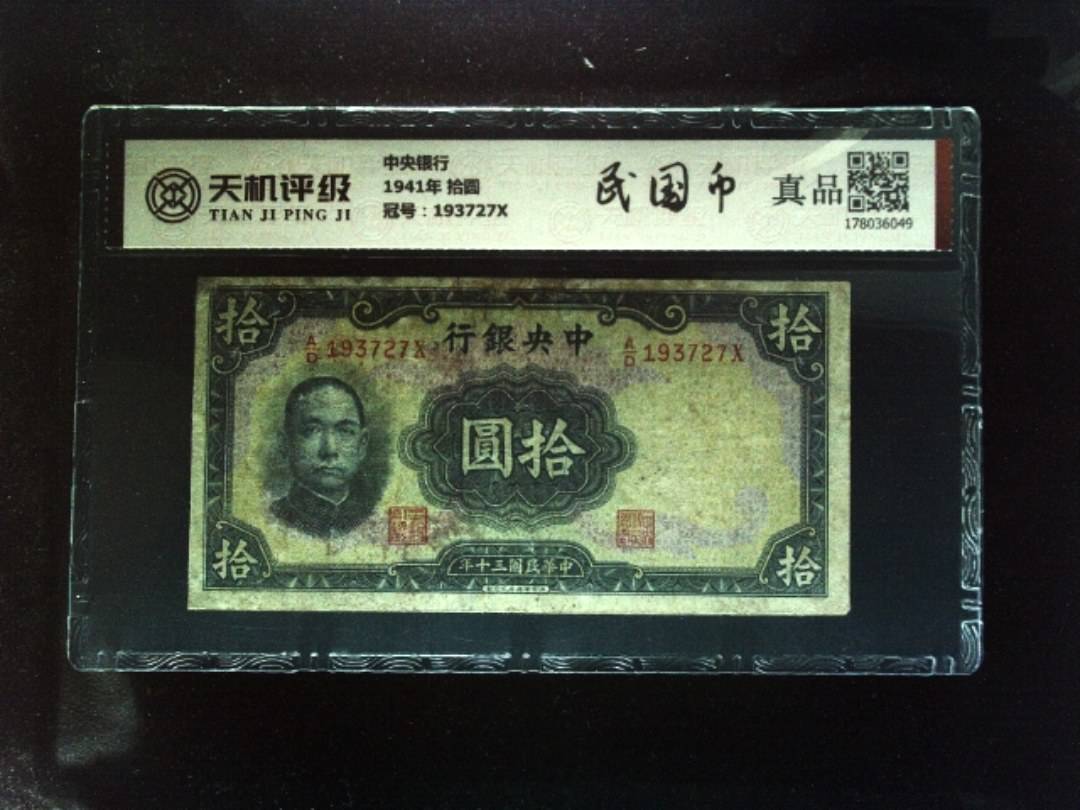 天机评级
TIAN JI PING JI
中央银行
1941年 拾圆
冠号：193727X
民国币
真品
178036049
拾
拾
行銀央中
A/D 193727X
A/D 193727X
圓拾
拾
拾
年十三國民華中